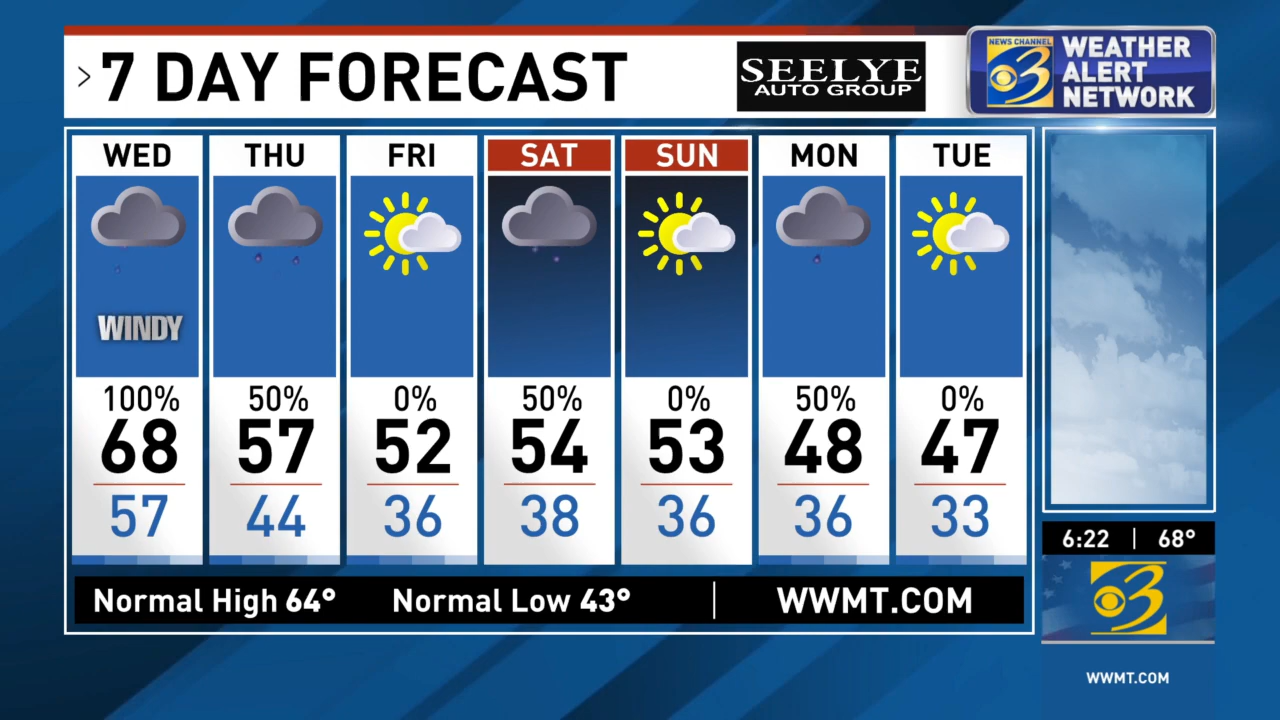 > 7 DAY FORECAST
SEELYE
AUTO GROUP
NEWS CHANNEL
3
WEATHER
ALERT
NETWORK
WED THU FRI SAT SUN MON TUE
WINDY
100% 50% 0% 50% 0% 50% 0%
68 57 52 54 53 48 47
57 44 36 38 36 36 33
Normal High 64° Normal Low 43° | WWMT.COM
6:22 | 68°
3
WWMT.COM